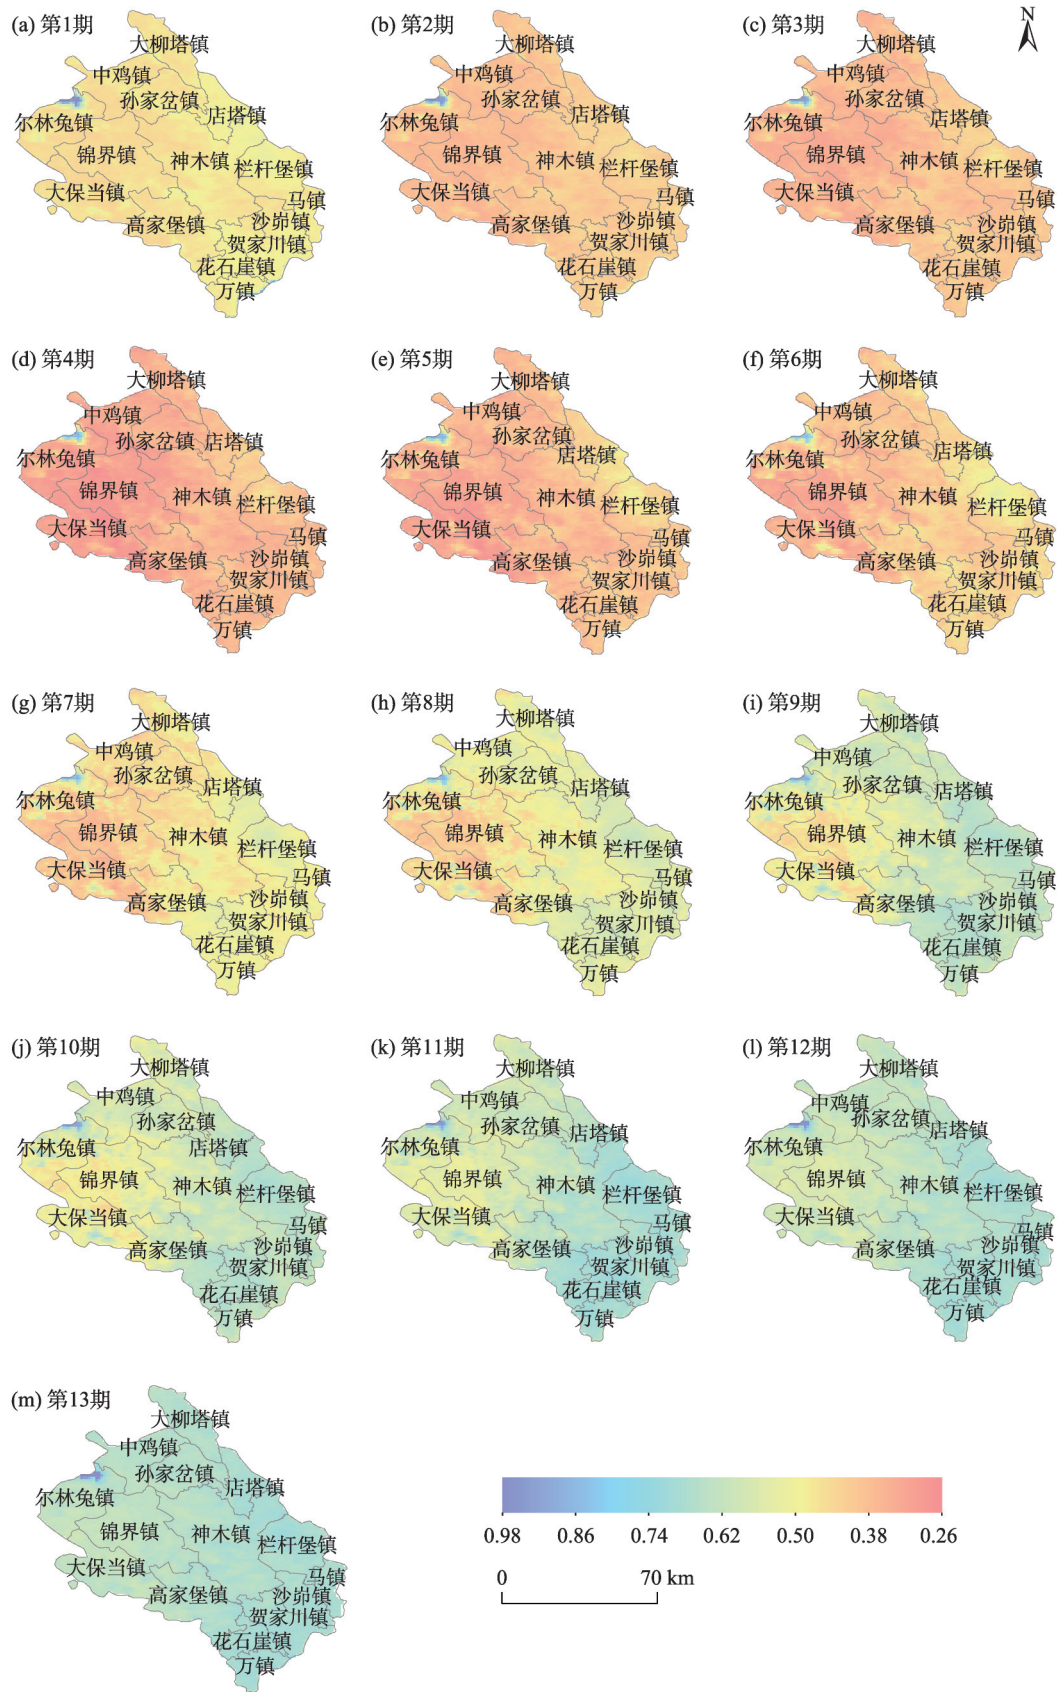 (a) 第1期
大柳塔镇
中鸡镇
孙家岔镇
店塔镇
尔林兔镇
锦界镇
神木镇
栏杆堡镇
大保当镇
马镇
高家堡镇
沙峁镇
贺家川镇
花石崖镇
万镇
(b) 第2期
大柳塔镇
中鸡镇
孙家岔镇
店塔镇
尔林兔镇
锦界镇
神木镇
栏杆堡镇
大保当镇
马镇
高家堡镇
沙峁镇
贺家川镇
花石崖镇
万镇
(c) 第3期
N
大柳塔镇
中鸡镇
孙家岔镇
店塔镇
尔林兔镇
锦界镇
神木镇
栏杆堡镇
大保当镇
马镇
高家堡镇
沙峁镇
贺家川镇
花石崖镇
万镇
(d) 第4期
大柳塔镇
中鸡镇
孙家岔镇
店塔镇
尔林兔镇
锦界镇
神木镇
栏杆堡镇
大保当镇
马镇
高家堡镇
沙峁镇
贺家川镇
花石崖镇
万镇
(e) 第5期
大柳塔镇
中鸡镇
孙家岔镇
店塔镇
尔林兔镇
锦界镇
神木镇
栏杆堡镇
大保当镇
马镇
高家堡镇
沙峁镇
贺家川镇
花石崖镇
万镇
(f) 第6期
大柳塔镇
中鸡镇
孙家岔镇
店塔镇
尔林兔镇
锦界镇
神木镇
栏杆堡镇
大保当镇
马镇
高家堡镇
沙峁镇
贺家川镇
花石崖镇
万镇
(g) 第7期
大柳塔镇
中鸡镇
孙家岔镇
店塔镇
尔林兔镇
锦界镇
神木镇
栏杆堡镇
大保当镇
马镇
高家堡镇
沙峁镇
贺家川镇
花石崖镇
万镇
(h) 第8期
大柳塔镇
中鸡镇
孙家岔镇
店塔镇
尔林兔镇
锦界镇
神木镇
栏杆堡镇
大保当镇
马镇
高家堡镇
沙峁镇
贺家川镇
花石崖镇
万镇
(i) 第9期
大柳塔镇
中鸡镇
孙家岔镇
店塔镇
尔林兔镇
锦界镇
神木镇
栏杆堡镇
大保当镇
马镇
高家堡镇
沙峁镇
贺家川镇
花石崖镇
万镇
(j) 第10期
大柳塔镇
中鸡镇
孙家岔镇
店塔镇
尔林兔镇
锦界镇
神木镇
栏杆堡镇
大保当镇
马镇
高家堡镇
沙峁镇
贺家川镇
花石崖镇
万镇
(k) 第11期
大柳塔镇
中鸡镇
孙家岔镇
店塔镇
尔林兔镇
锦界镇
神木镇
栏杆堡镇
大保当镇
马镇
高家堡镇
沙峁镇
贺家川镇
花石崖镇
万镇
(l) 第12期
大柳塔镇
中鸡镇
孙家岔镇
店塔镇
尔林兔镇
锦界镇
神木镇
栏杆堡镇
大保当镇
马镇
高家堡镇
沙峁镇
贺家川镇
花石崖镇
万镇
(m) 第13期
大柳塔镇
中鸡镇
孙家岔镇
店塔镇
尔林兔镇
锦界镇
神木镇
栏杆堡镇
大保当镇
马镇
高家堡镇
沙峁镇
贺家川镇
花石崖镇
万镇
0.98 0.86 0.74 0.62 0.50 0.38 0.26
0 70 km